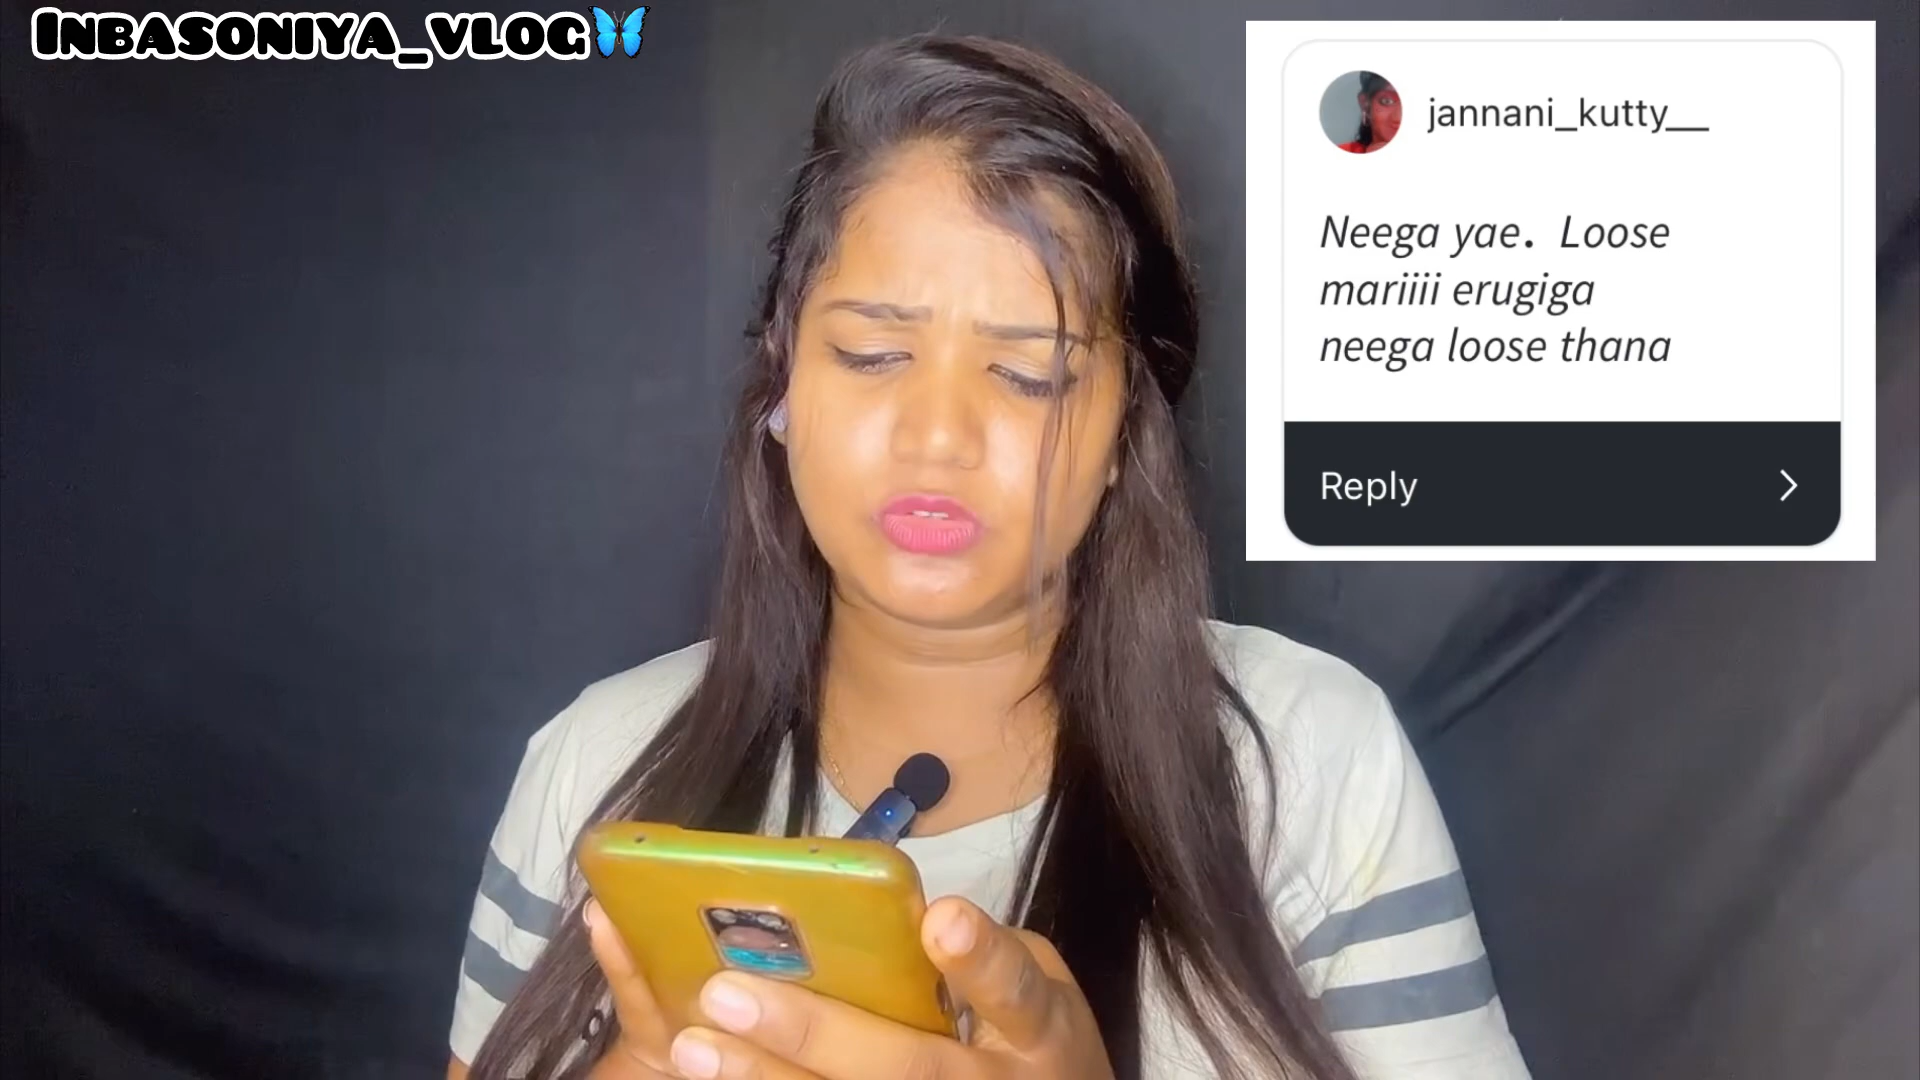 INBASONIYA_VLOG🦋
jannani_kutty__
Neega yae. Loose
mariiii erugiga
neega loose thana
Reply